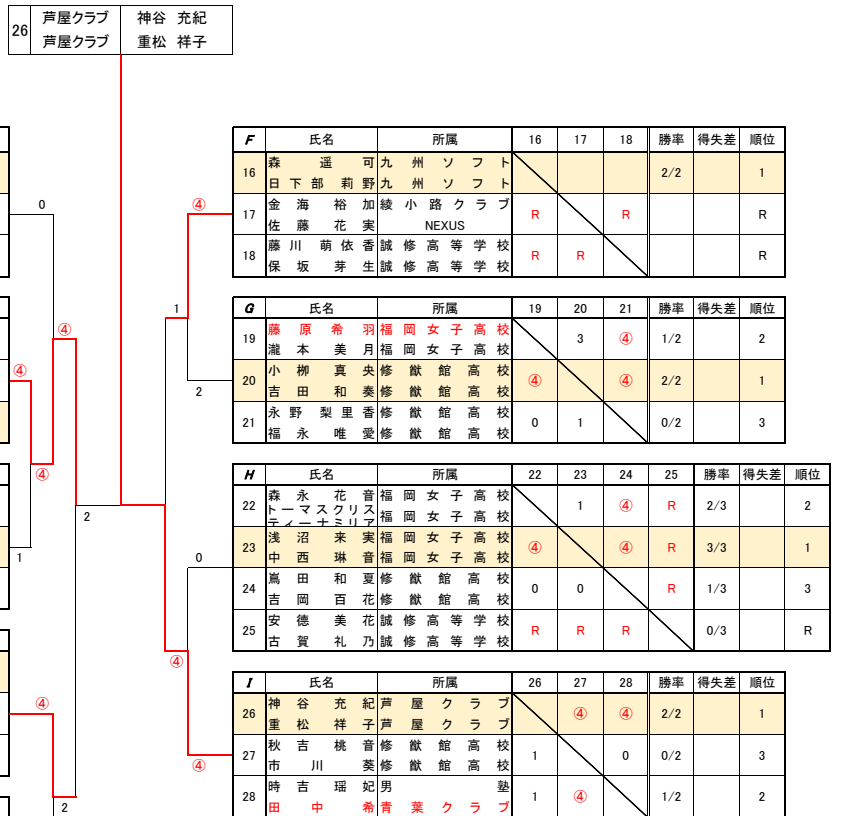 26 芦屋クラブ 神谷 充紀
芦屋クラブ 重松 祥子
F 氏名 所属 16 17 18 勝率 得失差 順位
16 森 遥可 九州ソフト 2/2 1
日下部 莉野 九州ソフト
17 金海 裕加 綾小路クラブ R R R
佐藤 花実 NEXUS
18 藤川 萌依香 誠修高等学校 R R R
保坂 芽生 誠修高等学校
G 氏名 所属 19 20 21 勝率 得失差 順位
19 藤原 希羽 福岡女子高校 3 ④ 1/2 2
瀧本 美月 福岡女子高校
20 小栁 真央 修猷館高校 ④ ④ 2/2 1
吉田 和奏 修猷館高校
21 永野 梨里香 修猷館高校 0 1 0/2 3
福永 唯愛 修猷館高校
H 氏名 所属 22 23 24 25 勝率 得失差 順位
22 森永 花音 福岡女子高校 1 ④ R 2/3 2
トーマスクリス
ティーナミリア 福岡女子高校
23 浅沼 来実 福岡女子高校 ④ ④ R 3/3 1
中西 琳音 福岡女子高校
24 嶌田 和夏 修猷館高校 0 0 R 1/3 3
吉岡 百花 修猷館高校
25 安德 美花 誠修高等学校 R R R 0/3 R
古賀 礼乃 誠修高等学校
I 氏名 所属 26 27 28 勝率 得失差 順位
26 神谷 充紀 芦屋クラブ ④ ④ 2/2 1
重松 祥子 芦屋クラブ
27 秋吉 桃音 修猷館高校 1 0 0/2 3
市川 葵 修猷館高校
28 時吉 瑶妃 男塾 1 ④ 1/2 2
田中 希 青葉クラブ
0
④
④
④
1
④
2
2
④
1
2
0
④
④